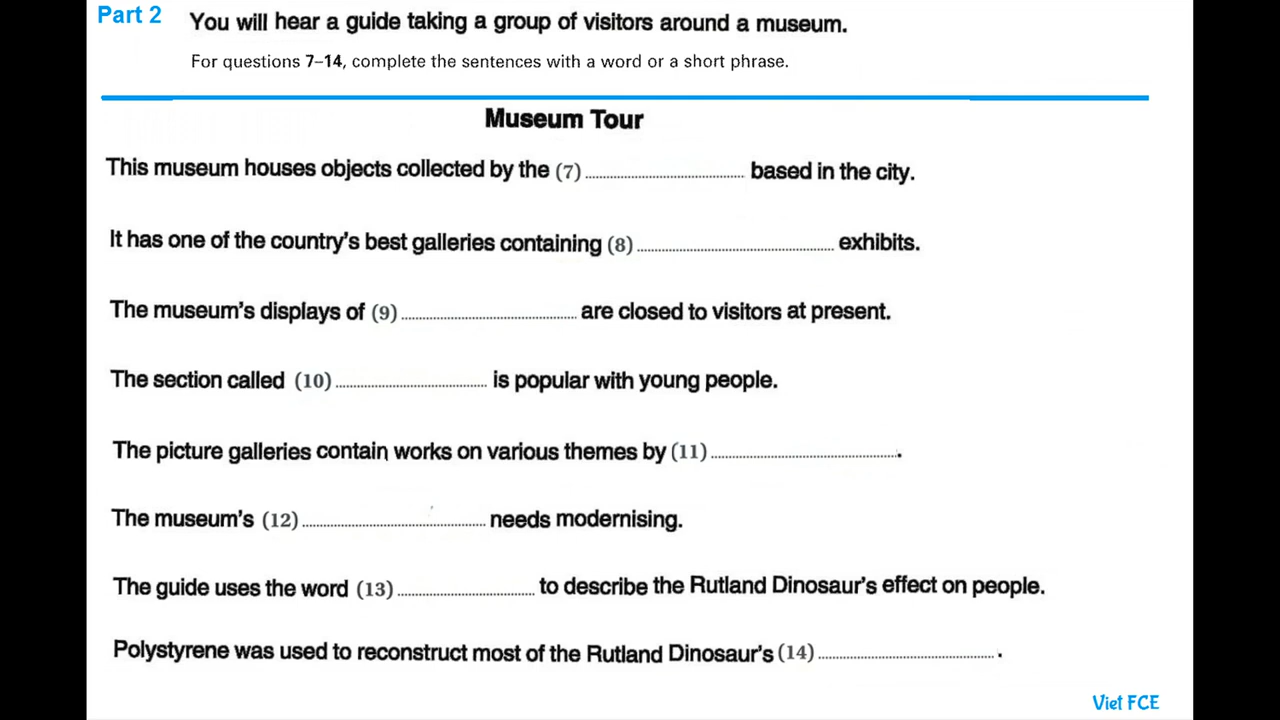 Part 2 You will hear a guide taking a group of visitors around a museum.
For questions 7–14, complete the sentences with a word or a short phrase.
Museum Tour
This museum houses objects collected by the (7) ........................................ based in the city.
It has one of the country's best galleries containing (8) ........................................ exhibits.
The museum's displays of (9) ........................................ are closed to visitors at present.
The section called (10) ........................................ is popular with young people.
The picture galleries contain works on various themes by (11) ........................................ .
The museum's (12) ........................................ needs modernising.
The guide uses the word (13) ........................................ to describe the Rutland Dinosaur's effect on people.
Polystyrene was used to reconstruct most of the Rutland Dinosaur's (14) ........................................ .
Viet FCE